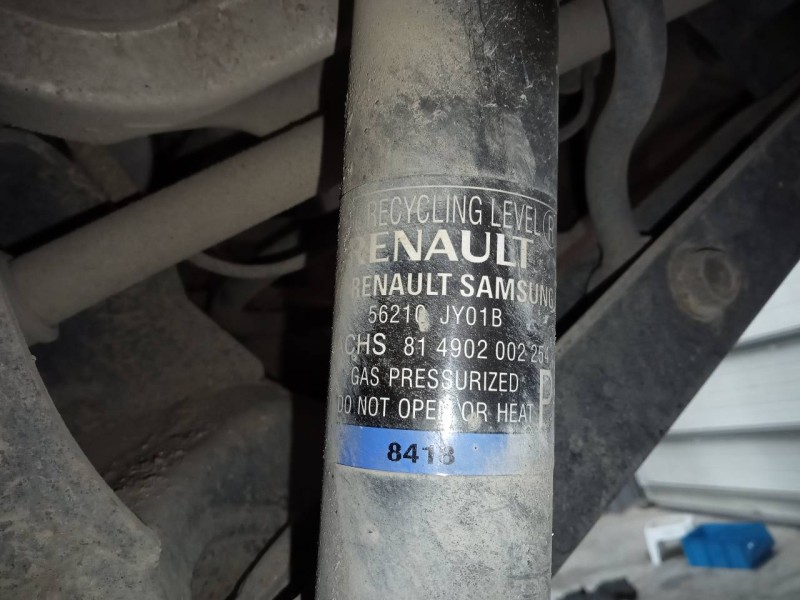 RECYCLING LEVEL R
RENAULT
RENAULT SAMSUNG
56210 JY01B
CHS 81 4902 002 264
GAS PRESSURIZED
DO NOT OPEN OR HEAT P
8418